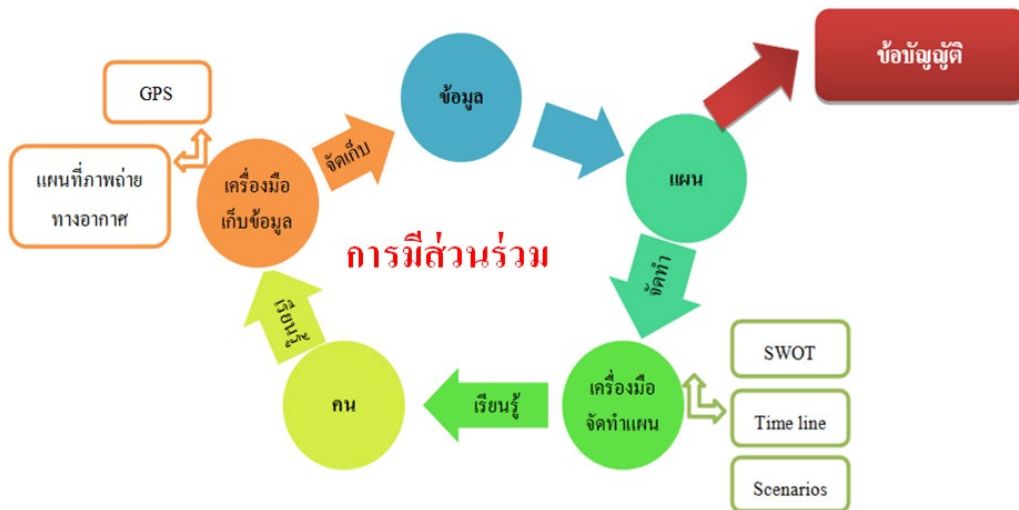 ข้อบัญญัติ
ข้อมูล
GPS
จัดเก็บ
แผน
แผนที่ภาพถ่าย
ทางอากาศ
เครื่องมือ
เก็บข้อมูล
การมีส่วนร่วม
จัดทำ
เรียนรู้
SWOT
คน
เรียนรู้
เครื่องมือ
จัดทำแผน
Time line
Scenarios